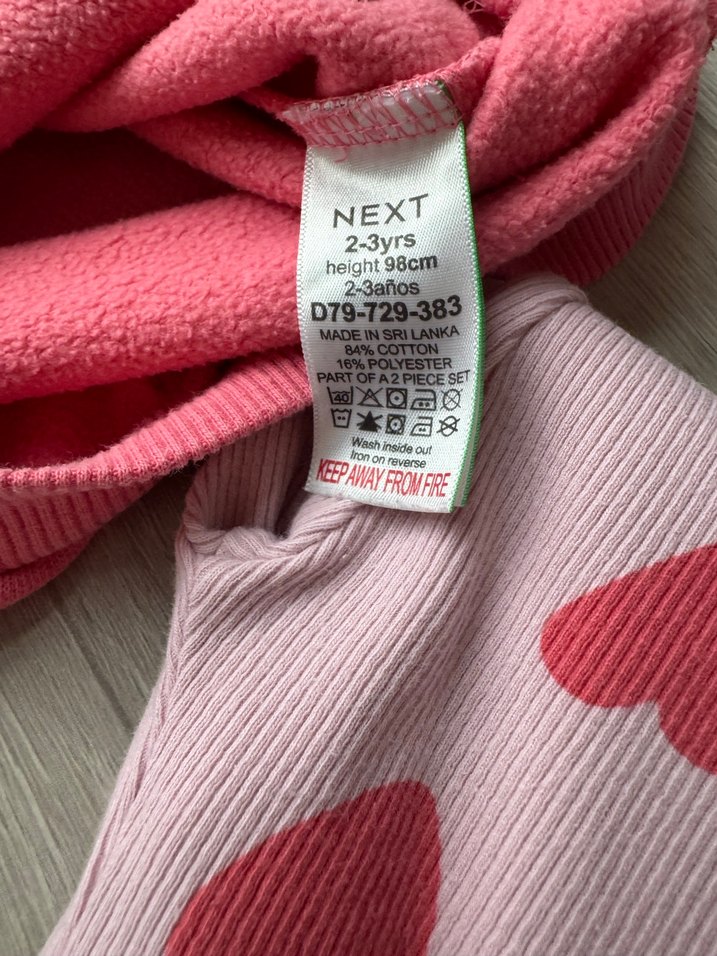 NEXT
2-3yrs
height 98cm
2-3años
D79-729-383
MADE IN SRI LANKA
84% COTTON
16% POLYESTER
PART OF A 2 PIECE SET
40
Wash inside out
Iron on reverse
KEEP AWAY FROM FIRE